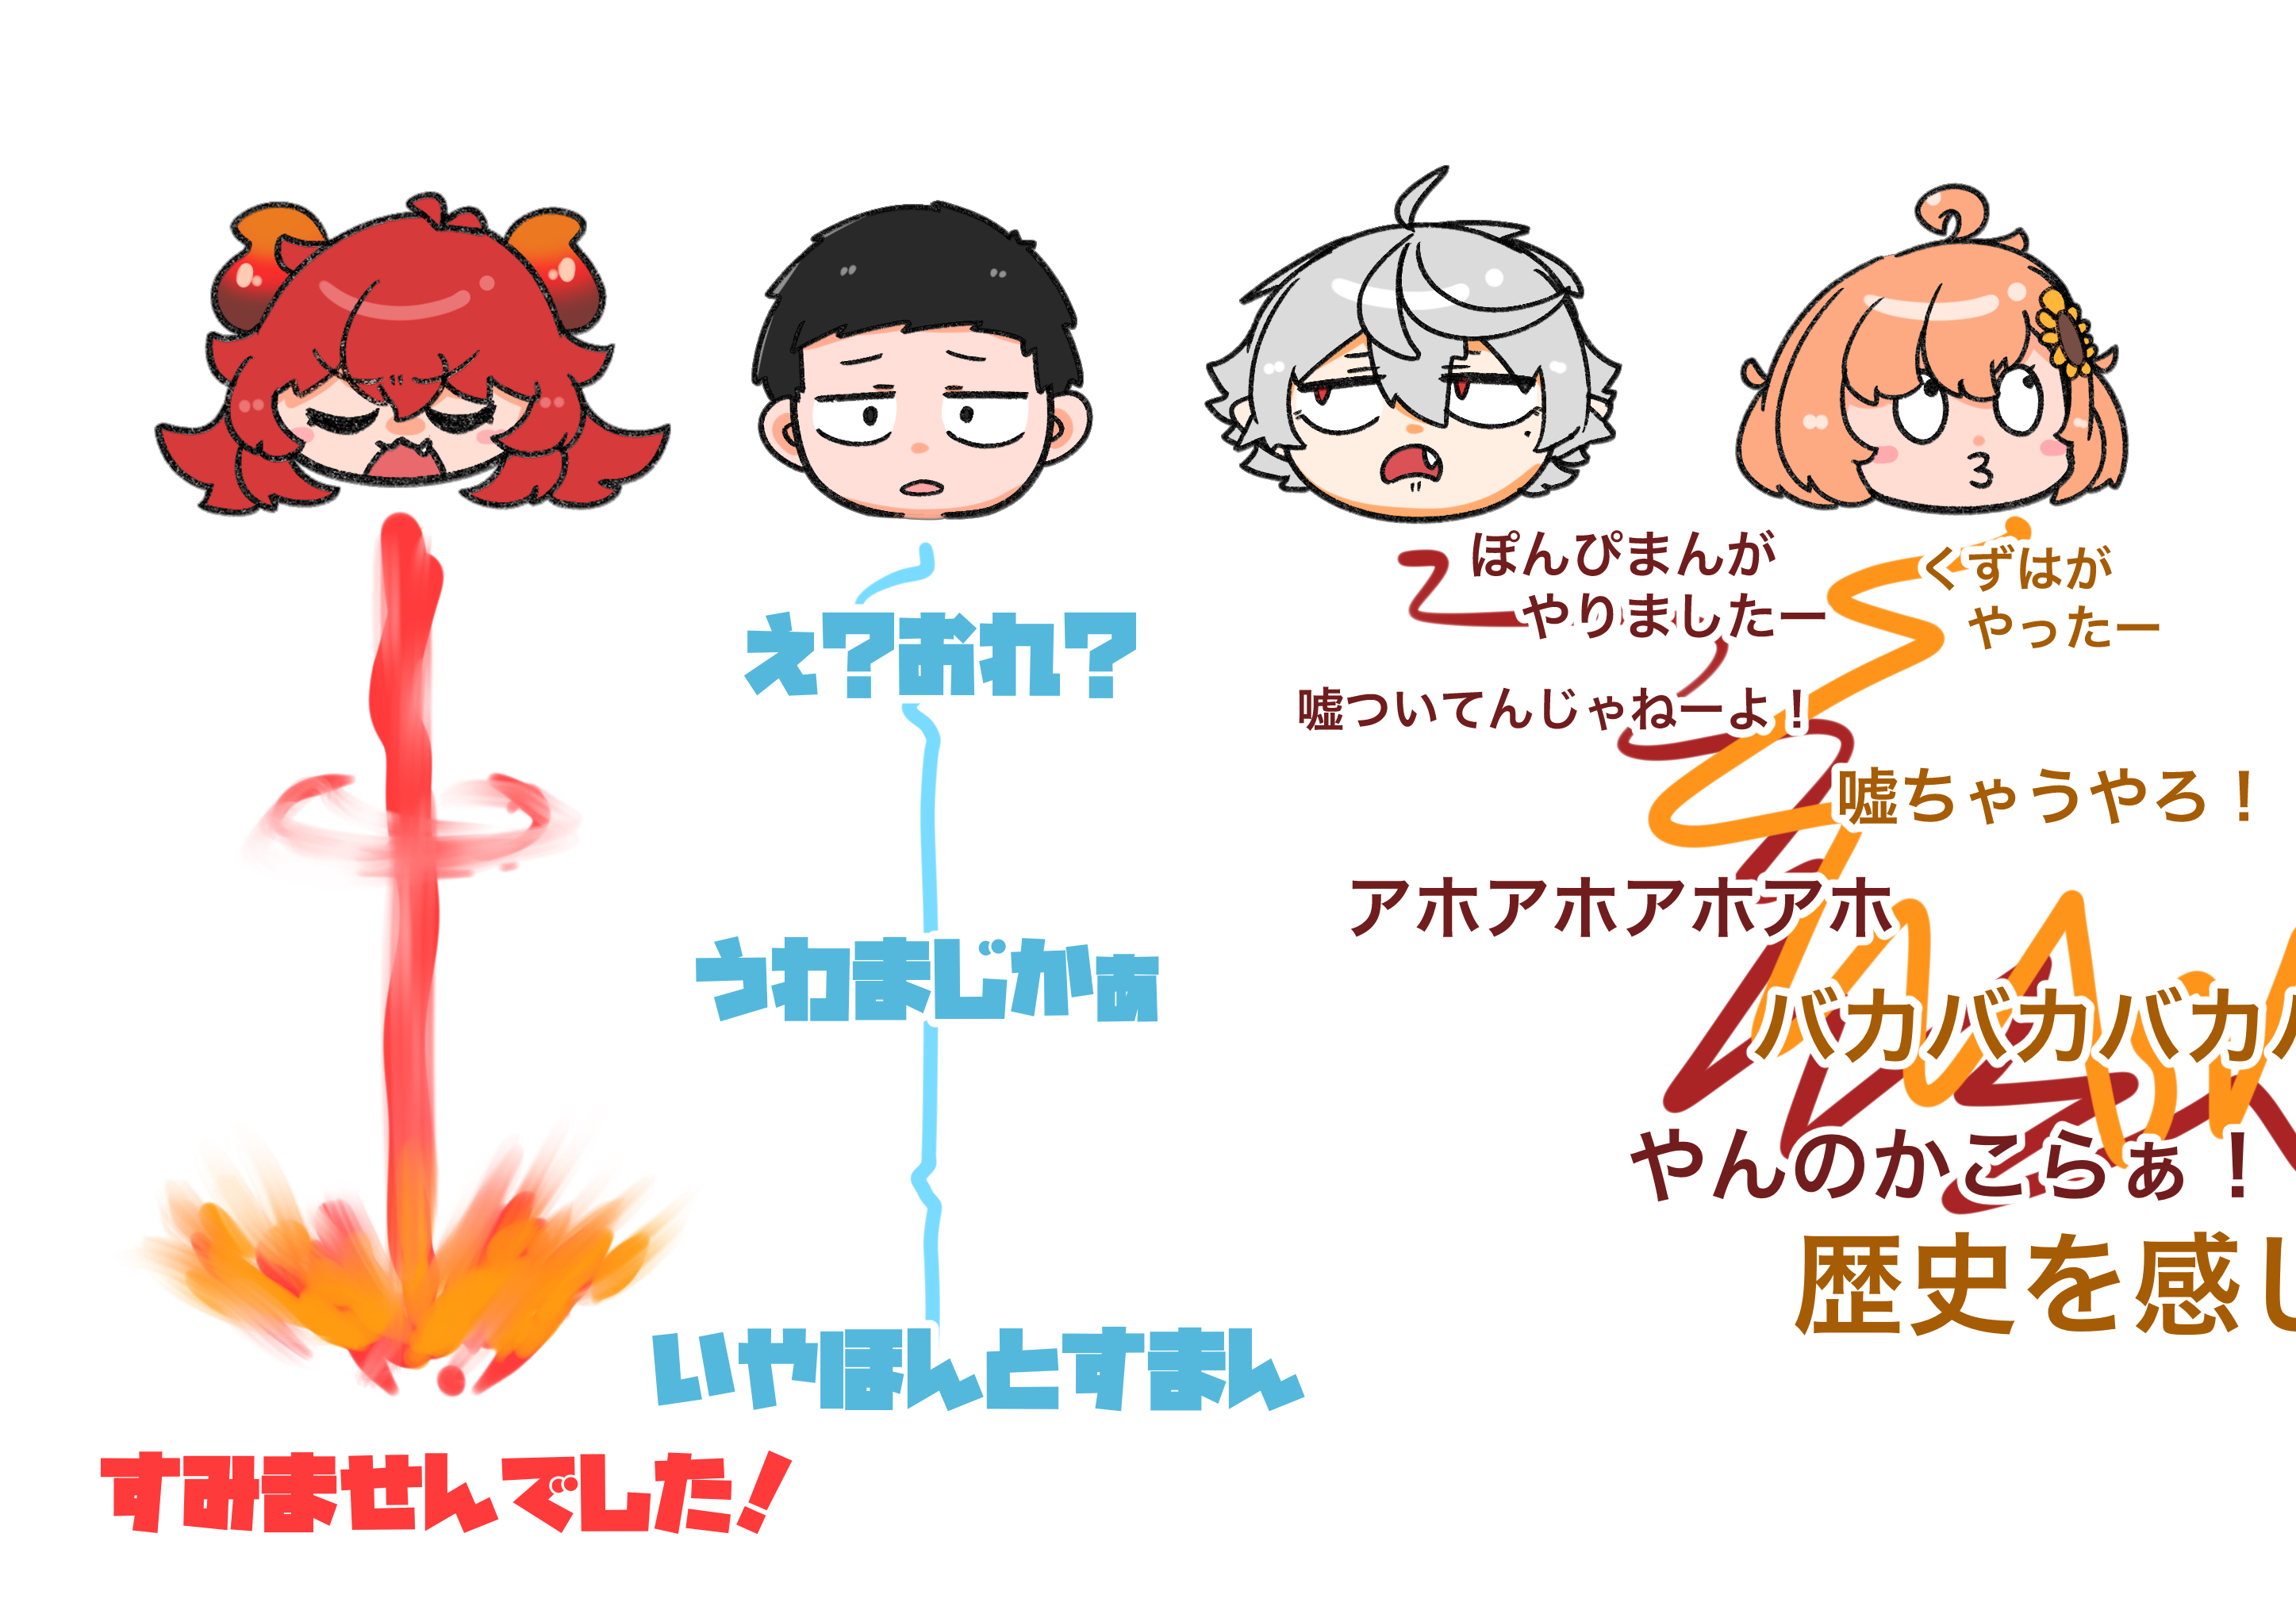 すみませんでした!
え?おれ?
うわまじかぁ
いやほんとすまん
ぽんぴまんが
やりましたー
嘘ついてんじゃねーよ！
アホアホアホアホ
やんのかこらぁ！
くずはが
やったー
嘘ちゃうやろ！
バカバカバカバ
歴史を感じ